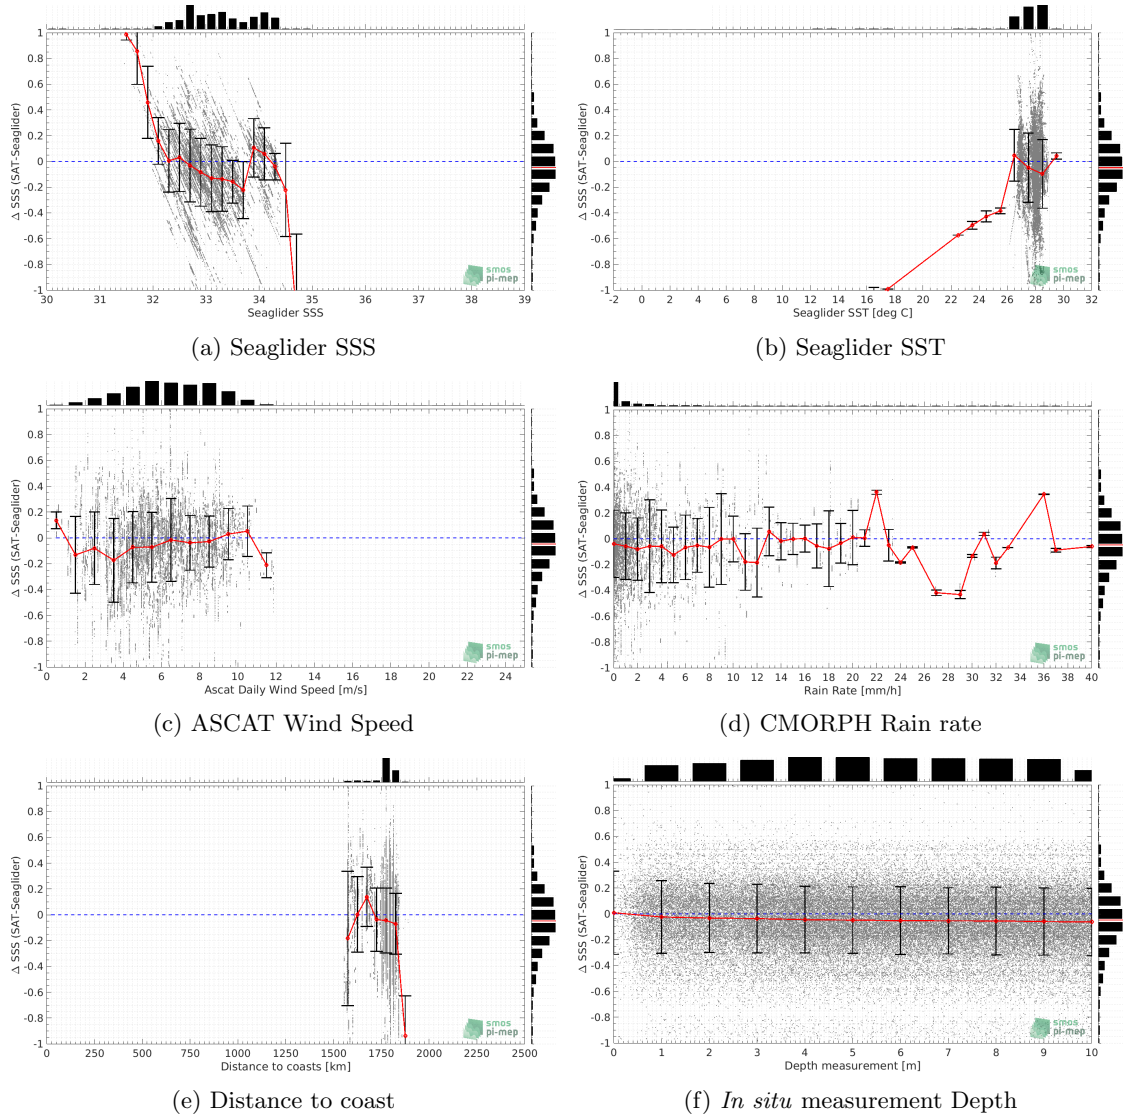 Δ SSS (SAT-Seaglider)
1
0.8
0.6
0.4
0.2
0
-0.2
-0.4
-0.6
-0.8
-1
30 31 32 33 34 35 36 37 38 39
Seaglider SSS
smos
pi-mep
(a) Seaglider SSS
Δ SSS (SAT-Seaglider)
1
0.8
0.6
0.4
0.2
0
-0.2
-0.4
-0.6
-0.8
-1
-2 0 2 4 6 8 10 12 14 16 18 20 22 24 26 28 30 32
Seaglider SST [deg C]
smos
pi-mep
(b) Seaglider SST
Δ SSS (SAT-Seaglider)
1
0.8
0.6
0.4
0.2
0
-0.2
-0.4
-0.6
-0.8
-1
0 2 4 6 8 10 12 14 16 18 20 22 24
Ascat Daily Wind Speed [m/s]
smos
pi-mep
(c) ASCAT Wind Speed
Δ SSS (SAT-Seaglider)
1
0.8
0.6
0.4
0.2
0
-0.2
-0.4
-0.6
-0.8
-1
0 2 4 6 8 10 12 14 16 18 20 22 24 26 28 30 32 34 36 38 40
Rain Rate [mm/h]
smos
pi-mep
(d) CMORPH Rain rate
Δ SSS (SAT-Seaglider)
1
0.8
0.6
0.4
0.2
0
-0.2
-0.4
-0.6
-0.8
-1
0 250 500 750 1000 1250 1500 1750 2000 2250 2500
Distance to coasts [km]
smos
pi-mep
(e) Distance to coast
Δ SSS (SAT-Seaglider)
1
0.8
0.6
0.4
0.2
0
-0.2
-0.4
-0.6
-0.8
-1
0 1 2 3 4 5 6 7 8 9 10
Depth measurement [m]
smos
pi-mep
(f) In situ measurement Depth